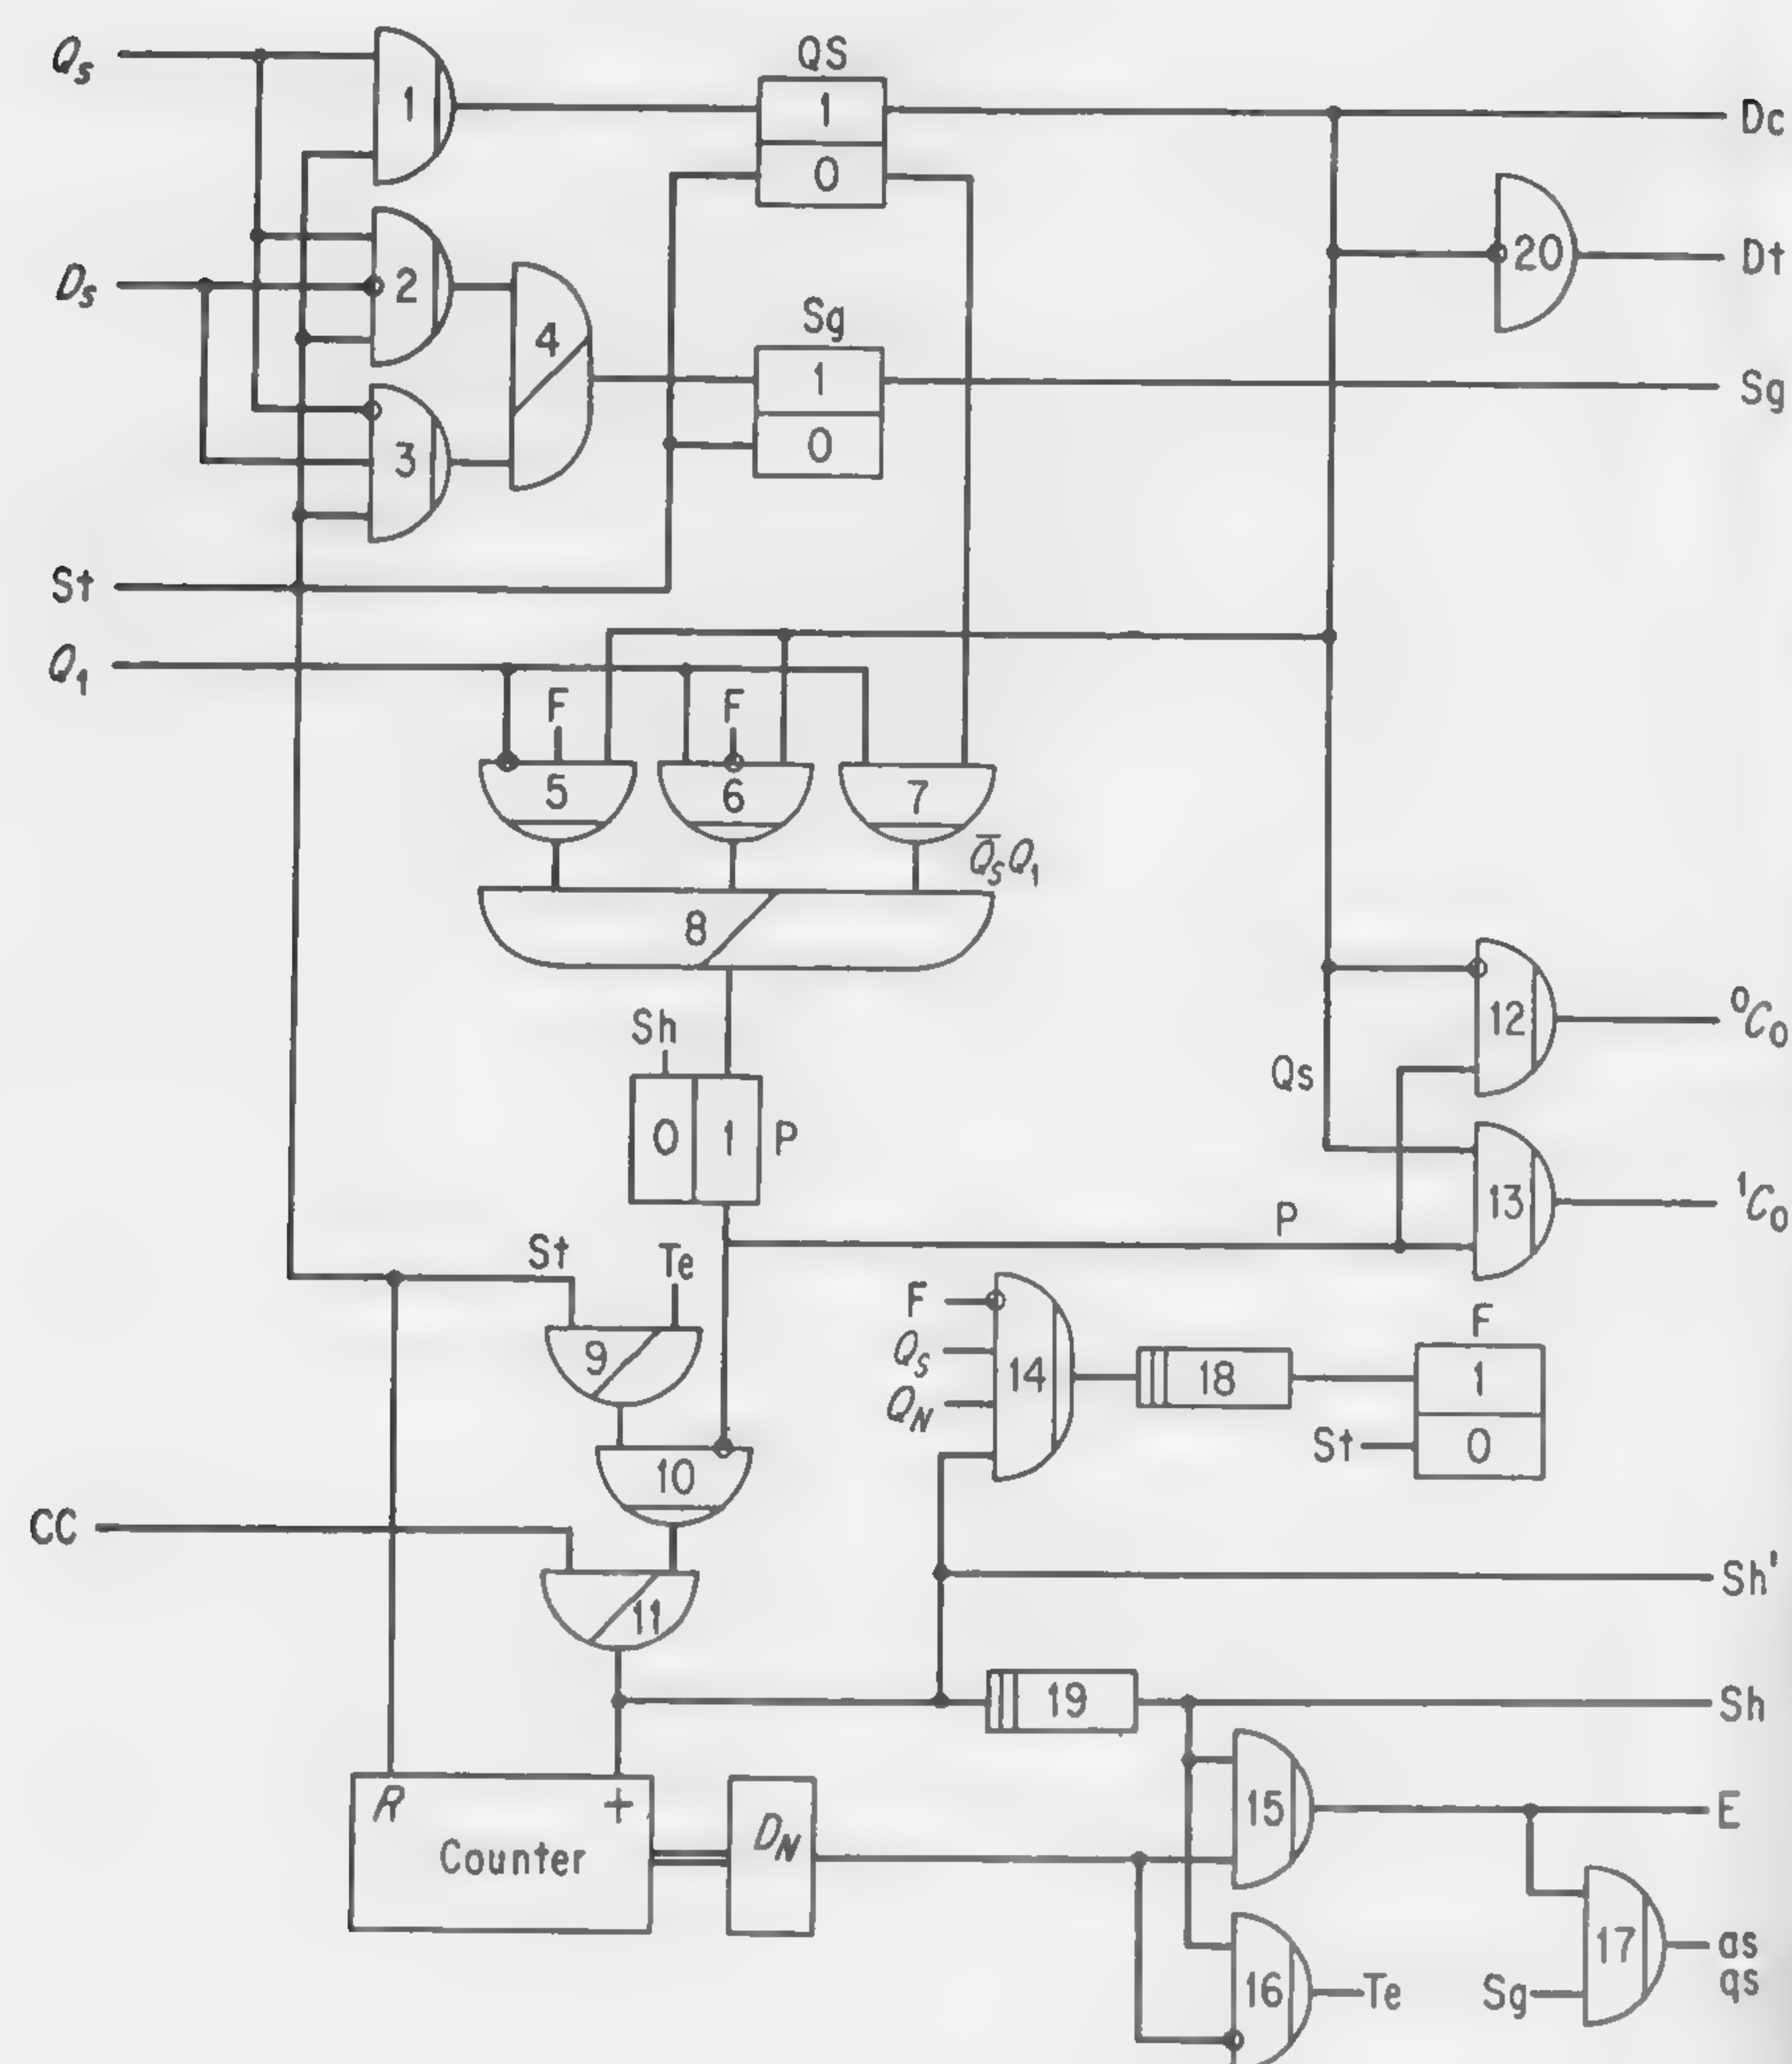 Qₛ
1
QS
1
0
Dc
Dₛ
2
4
3
Sg
1
0
20
Dt
Sg
St
Q₁
F
F
5
6
7
Q̅ₛQ₁
8
Sh
0
1
P
12
⁰C₀
Qs
13
¹C₀
P
St
Te
9
10
CC
11
F
Qₛ
Q_N
14
18
F
1
St
0
Sh'
19
Sh
R
+
Counter
D_N
15
E
16
Te
Sg
17
as
qs